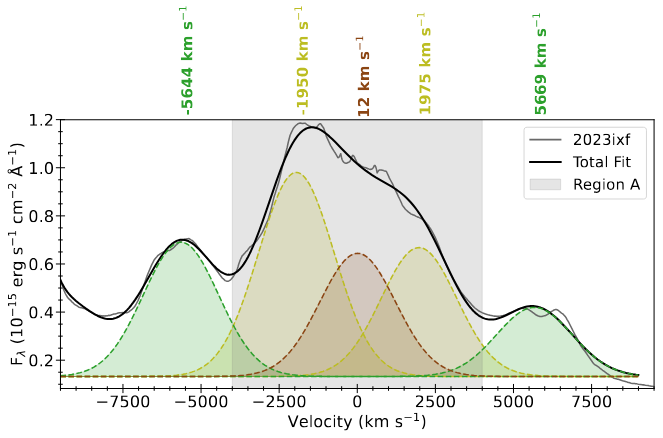 -5644 km s⁻¹
-1950 km s⁻¹
12 km s⁻¹
1975 km s⁻¹
5669 km s⁻¹
2023ixf
Total Fit
Region A
1.2
1.0
0.8
0.6
0.4
0.2
F_λ (10⁻¹⁵ erg s⁻¹ cm⁻² Å⁻¹)
−7500 −5000 −2500 0 2500 5000 7500
Velocity (km s⁻¹)